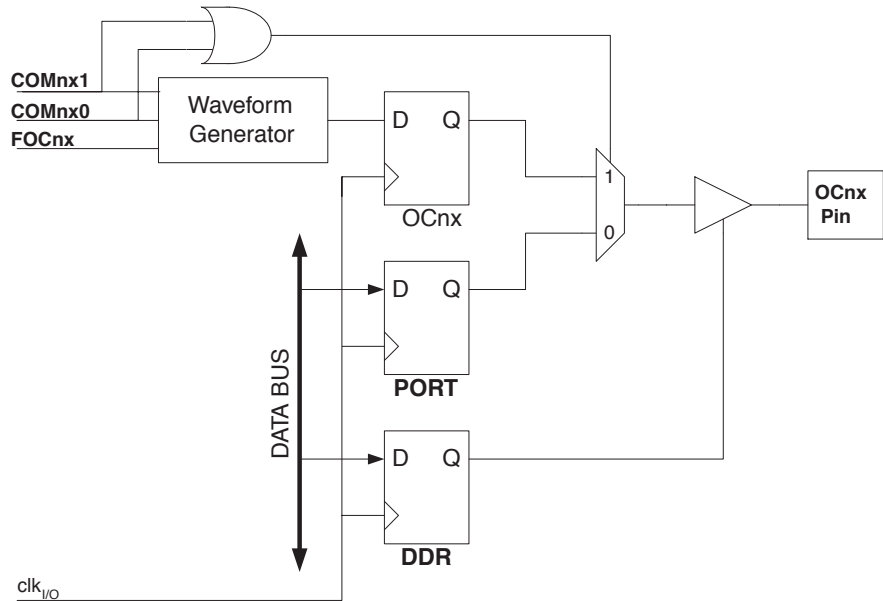 COMnx1
COMnx0
FOCnx
Waveform
Generator
D Q
OCnx
1
0
OCnx
Pin
D Q
PORT
DATA BUS
D Q
DDR
clkI/O